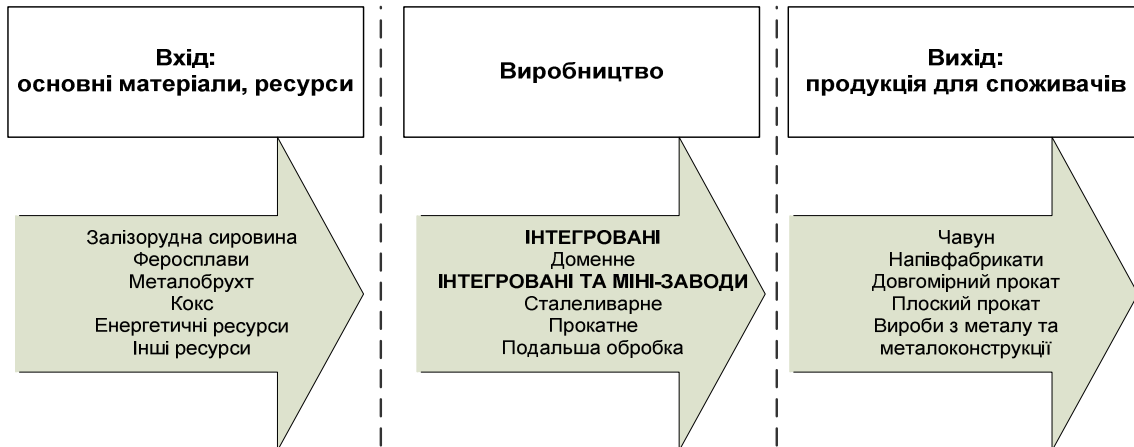 Вхід:
основні матеріали, ресурси
Залізорудна сировина
Феросплави
Металобрухт
Кокс
Енергетичні ресурси
Інші ресурси
Виробництво
ІНТЕГРОВАНІ
Доменне
ІНТЕГРОВАНІ ТА МІНІ-ЗАВОДИ
Сталеливарне
Прокатне
Подальша обробка
Вихід:
продукція для споживачів
Чавун
Напівфабрикати
Довгомірний прокат
Плоский прокат
Вироби з металу та
металоконструкції